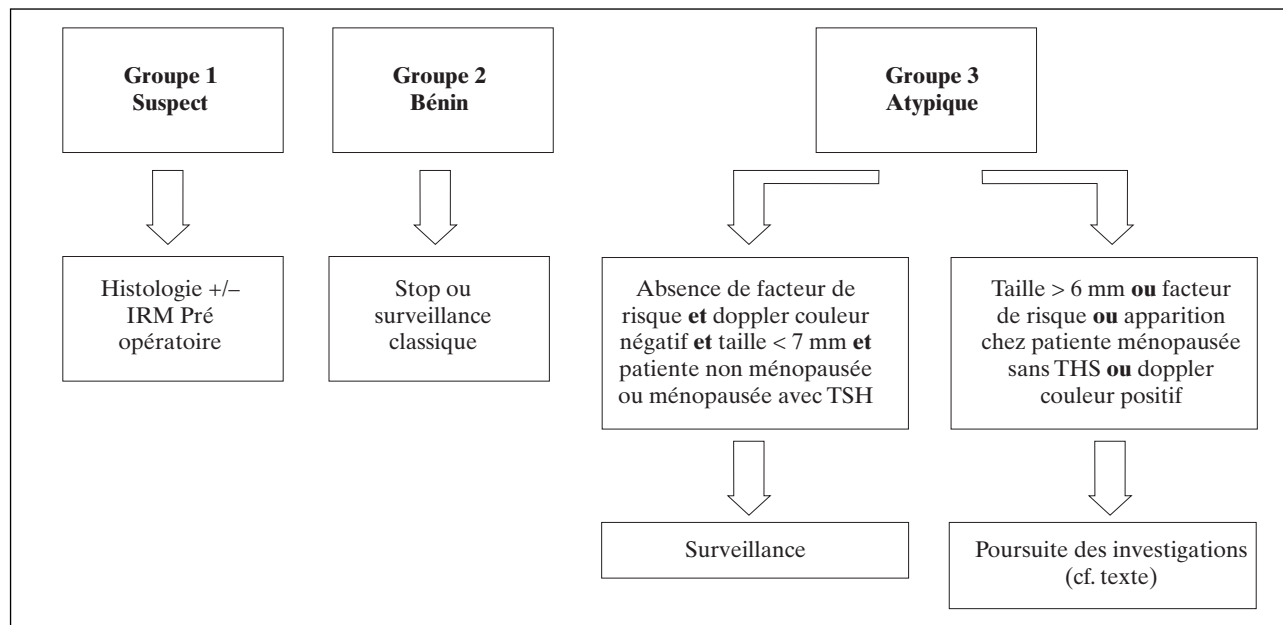 Groupe 1
Suspect
Groupe 2
Bénin
Groupe 3
Atypique
Histologie +/–
IRM Pré
opératoire
Stop ou
surveillance
classique
Absence de facteur de
risque et doppler couleur
négatif et taille < 7 mm et
patiente non ménopausée
ou ménopausée avec TSH
Taille > 6 mm ou facteur
de risque ou apparition
chez patiente ménopausée
sans THS ou doppler
couleur positif
Surveillance
Poursuite des investigations
(cf. texte)